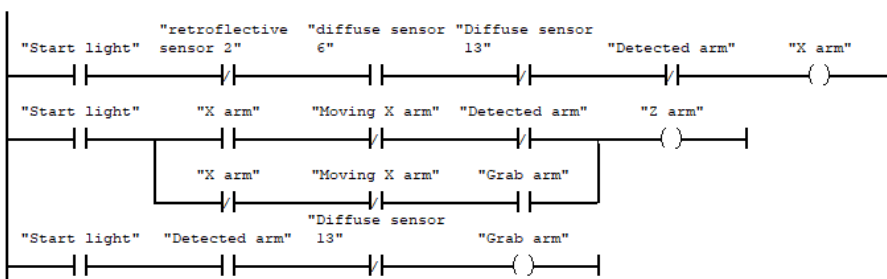 "retroflective "diffuse sensor "Diffuse sensor
"Start light" sensor 2" 6" 13" "Detected arm" "X arm"
"Start light" "X arm" "Moving X arm" "Detected arm" "Z arm"
"X arm" "Moving X arm" "Grab arm"
"Diffuse sensor
"Start light" "Detected arm" 13" "Grab arm"